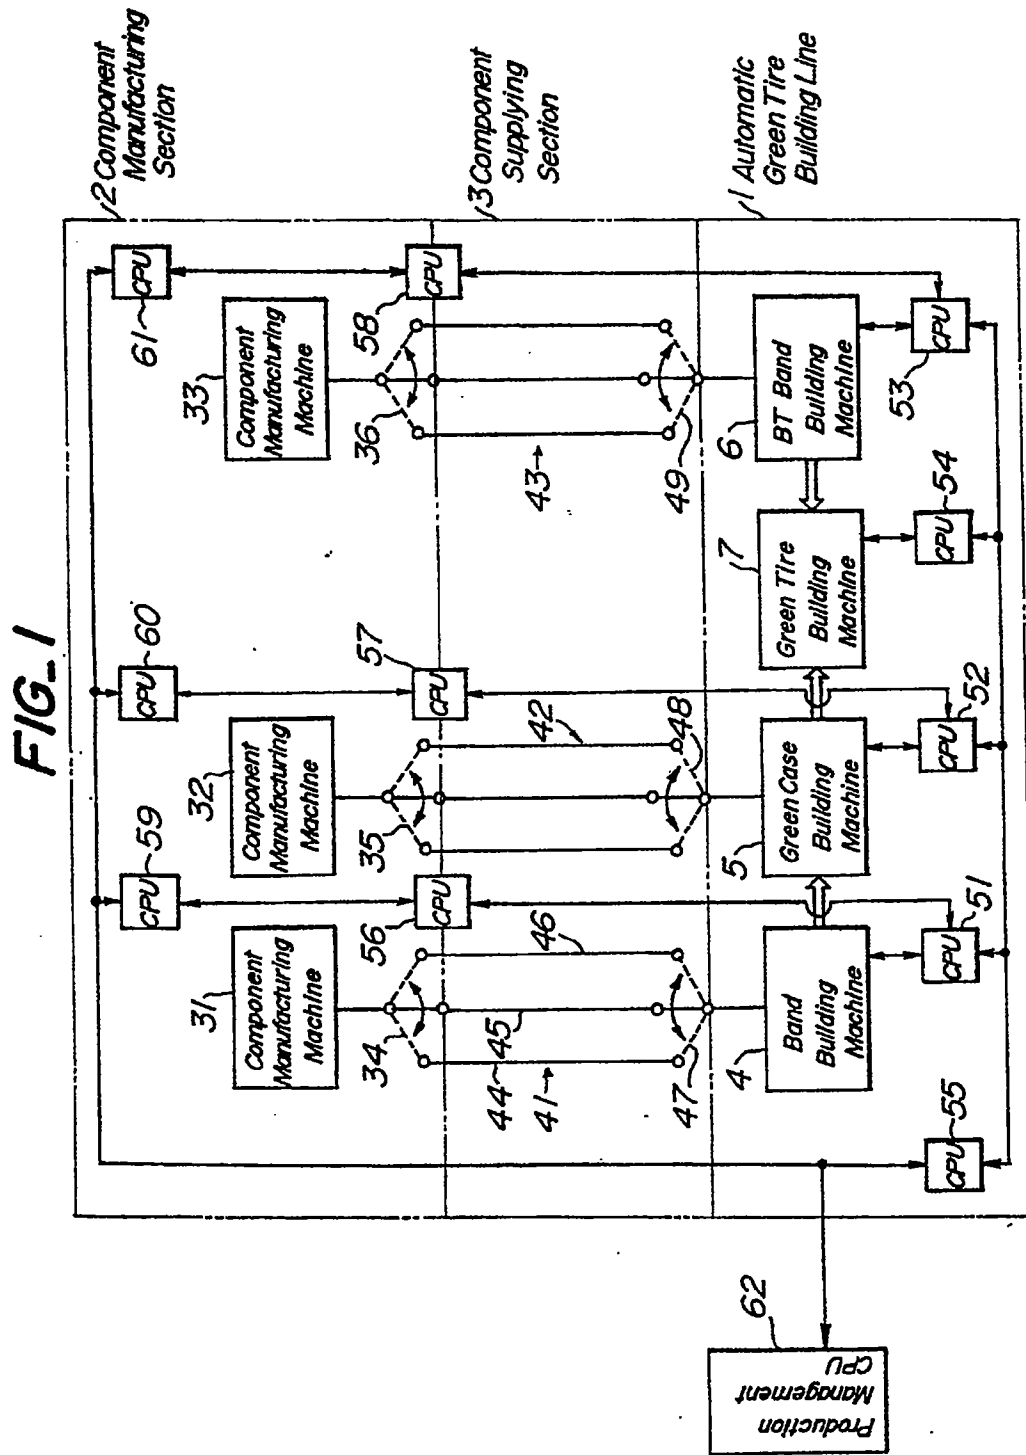 FIG_1
2 Component
Manufacturing
Section
3 Component
Supplying
Section
1 Automatic
Green Tire
Building Line
59
CPU
60
CPU
61
CPU
31
Component
Manufacturing
Machine
32
Component
Manufacturing
Machine
33
Component
Manufacturing
Machine
34
56
CPU
35
57
CPU
36
58
CPU
44
45
46
41
42
43
47
48
49
4
Band
Building
Machine
5
Green Case
Building
Machine
7
Green Tire
Building
Machine
6
BT Band
Building
Machine
55
CPU
51
CPU
52
CPU
54
CPU
53
CPU
62
Production
Management
CPU